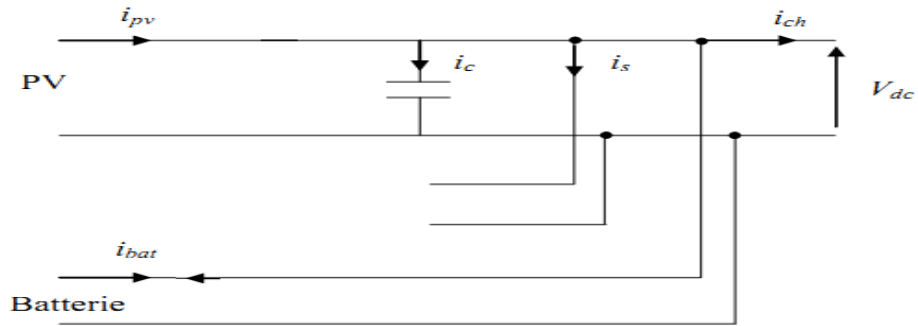 i_pv
i_ch
i_c
i_s
PV
V_dc
i_bat
Batterie